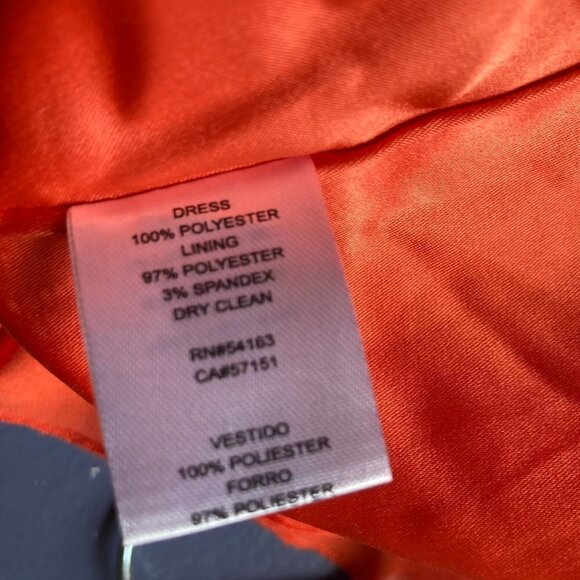 DRESS
100% POLYESTER
LINING
97% POLYESTER
3% SPANDEX
DRY CLEAN
RN#54163
CA#57151
VESTIDO
100% POLIESTER
FORRO
97% POLIESTER